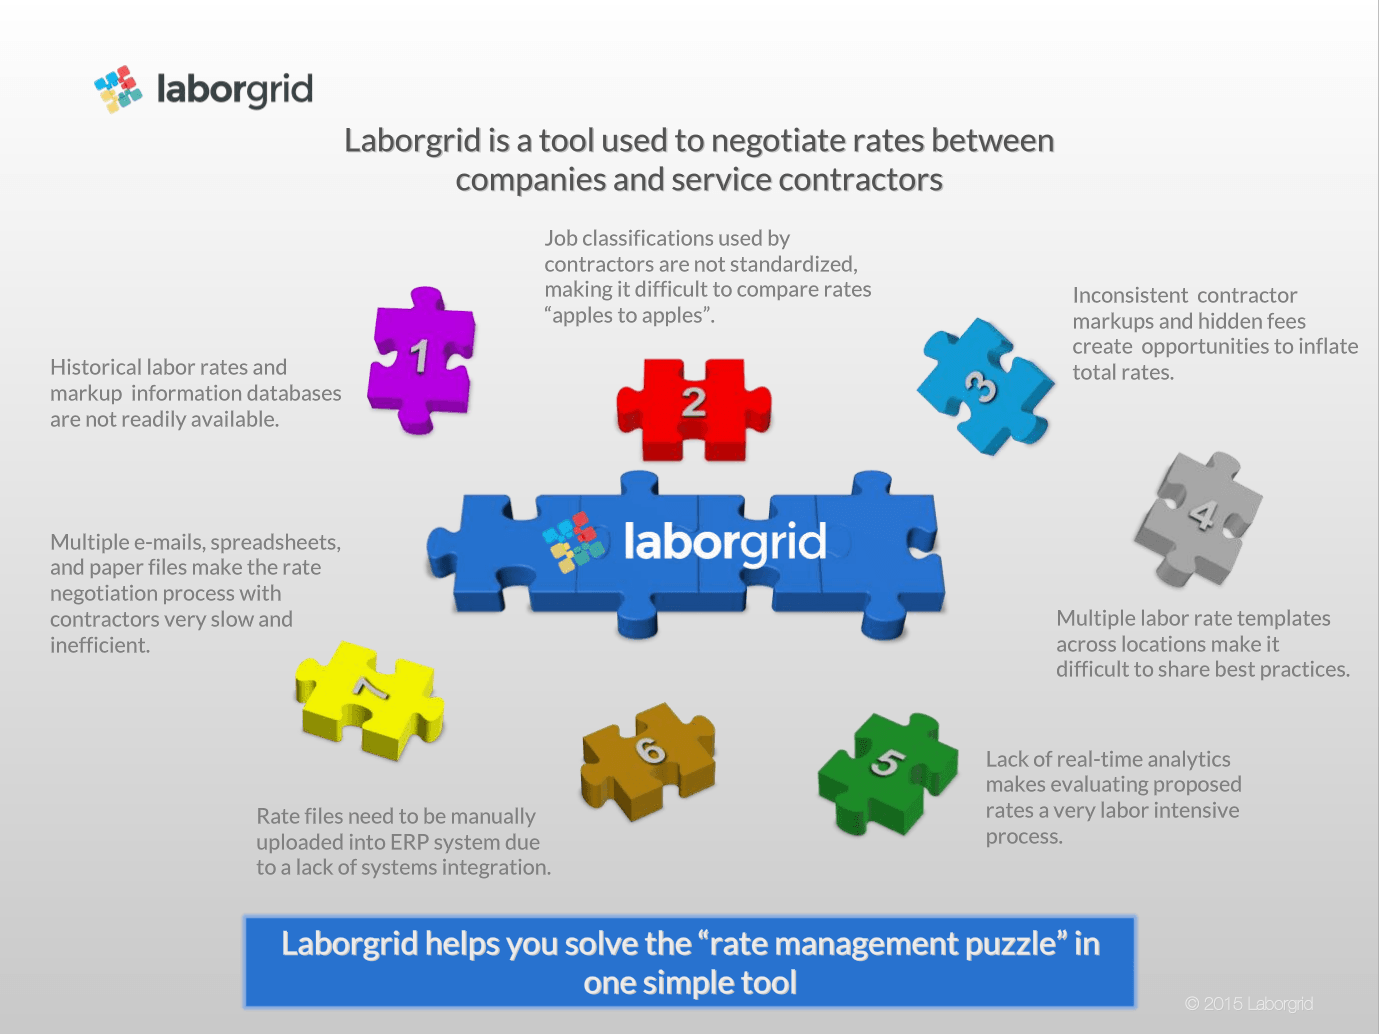 laborgrid
Laborgrid is a tool used to negotiate rates between
companies and service contractors
Historical labor rates and
markup information databases
are not readily available.
1
Job classifications used by
contractors are not standardized,
making it difficult to compare rates
“apples to apples”.
2
Inconsistent contractor
markups and hidden fees
create opportunities to inflate
total rates.
3
4
Multiple labor rate templates
across locations make it
difficult to share best practices.
laborgrid
Lack of real-time analytics
makes evaluating proposed
rates a very labor intensive
process.
5
6
Rate files need to be manually
uploaded into ERP system due
to a lack of systems integration.
Multiple e-mails, spreadsheets,
and paper files make the rate
negotiation process with
contractors very slow and
inefficient.
7
Laborgrid helps you solve the “rate management puzzle” in
one simple tool
© 2015 Laborgrid